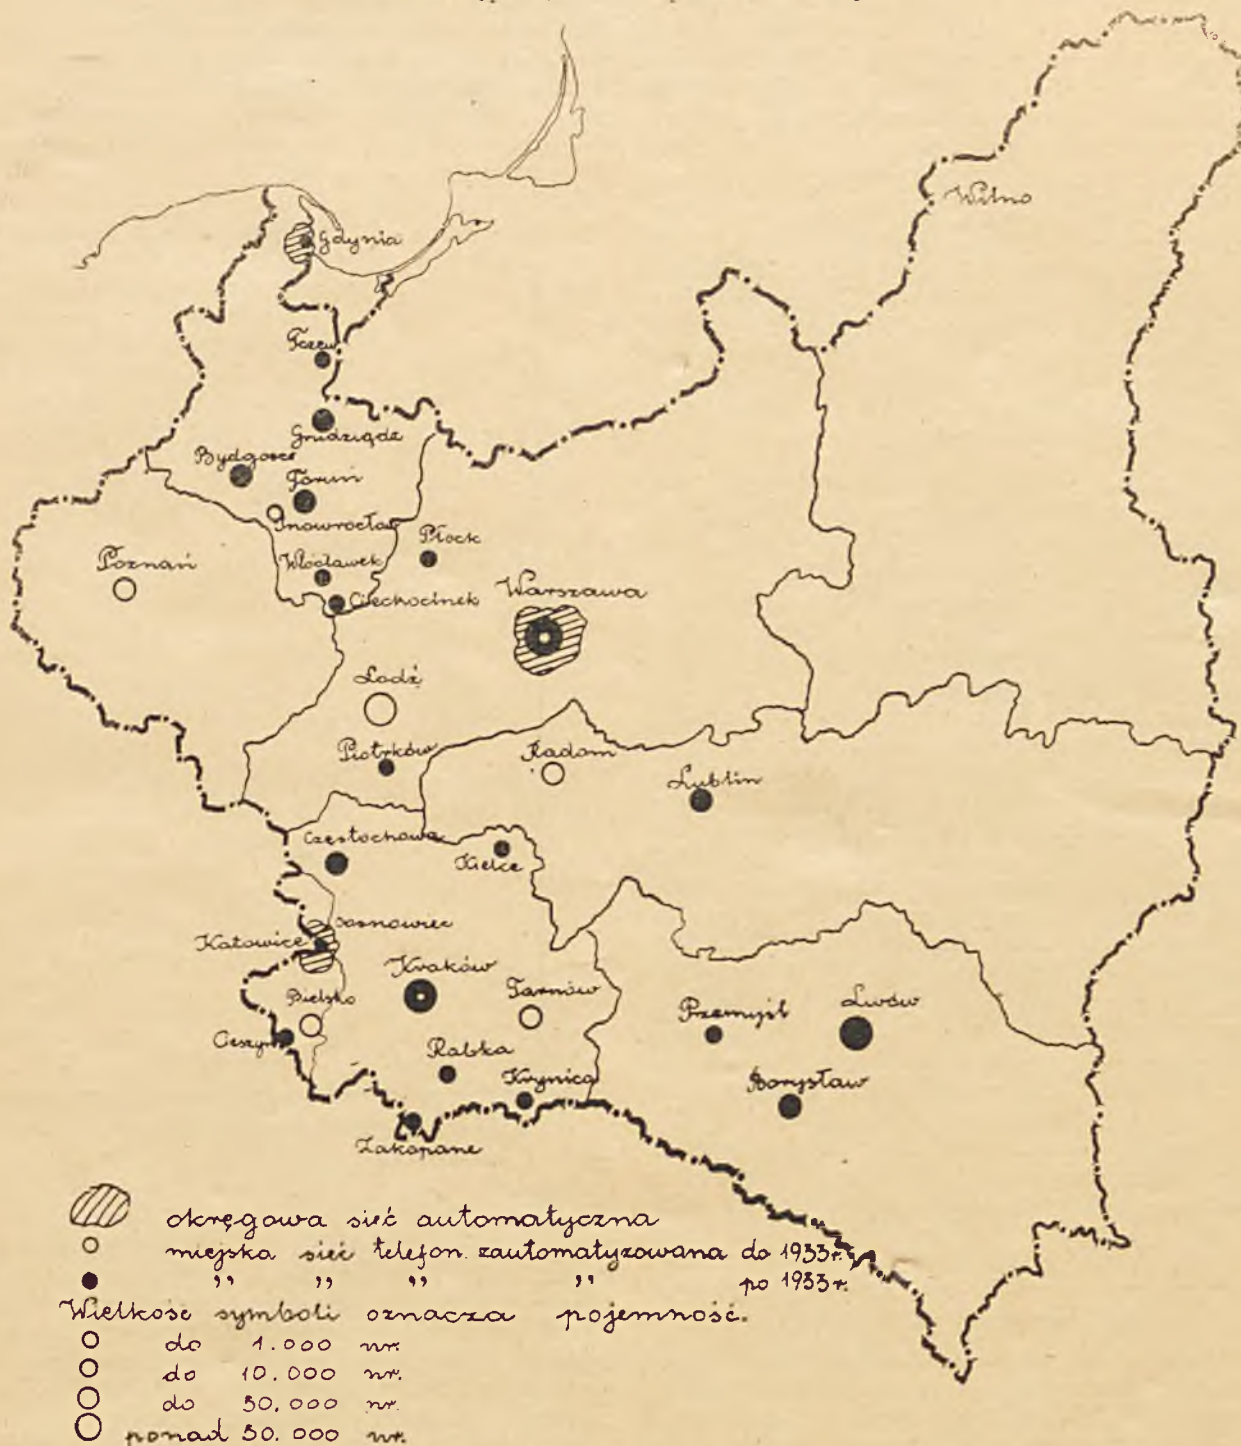 Wilno
Gdynia
Tczew
Grudziądz
Bydgoszcz
Toruń
Inowrocław
Płock
Poznań
Włocławek
Ciechocinek
Warszawa
Łódź
Piotrków
Radom
Lublin
Częstochowa
Kielce
Sosnowiec
Katowice
Kraków
Tarnów
Bielsko
Przemyśl
Lwów
Cieszyn
Rabka
Krynica
Borysław
Zakopane
okręgowa sieć automatyczna
miejska sieć telefon. zautomatyzowana do 1933r.
" " " " po 1933r.
Wielkość symboli oznacza pojemność.
do 1.000 nr.
do 10.000 nr.
do 50.000 nr.
ponad 50.000 nr.